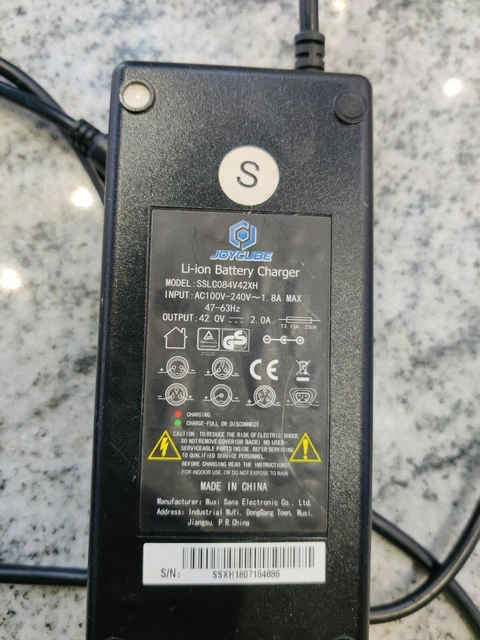 S
JOYCUBE
Li-ion Battery Charger
MODEL: SSLC084V42XH
INPUT: AC100V-240V~1.8A MAX
47-63Hz
OUTPUT: 42.0V ⎓ 2.0A
T3.15A 250V
GS
CE
CHARGING
CHARGE-FULL OR DISCONNECT
CAUTION: TO REDUCE THE RISK OF ELECTRIC SHOCK,
DO NOT REMOVE COVER(OR BACK) NO USER-
SERVICEABLE PARTS INSIDE. REFER SERVICING
TO QUALIFIED SERVICE PERSONNEL.
BEFORE CHARGING READ THE INSTRUCTIONS
FOR INDOOR USE, OR DO NOT EXPOSE TO RAIN
MADE IN CHINA
Manufacturer: Wuxi Sans Electronic Co., Ltd.
Address: Industrial WuYi, DongGang Town, Wuxi,
Jiangsu, P.R.China
S/N:
SSXH1807164886